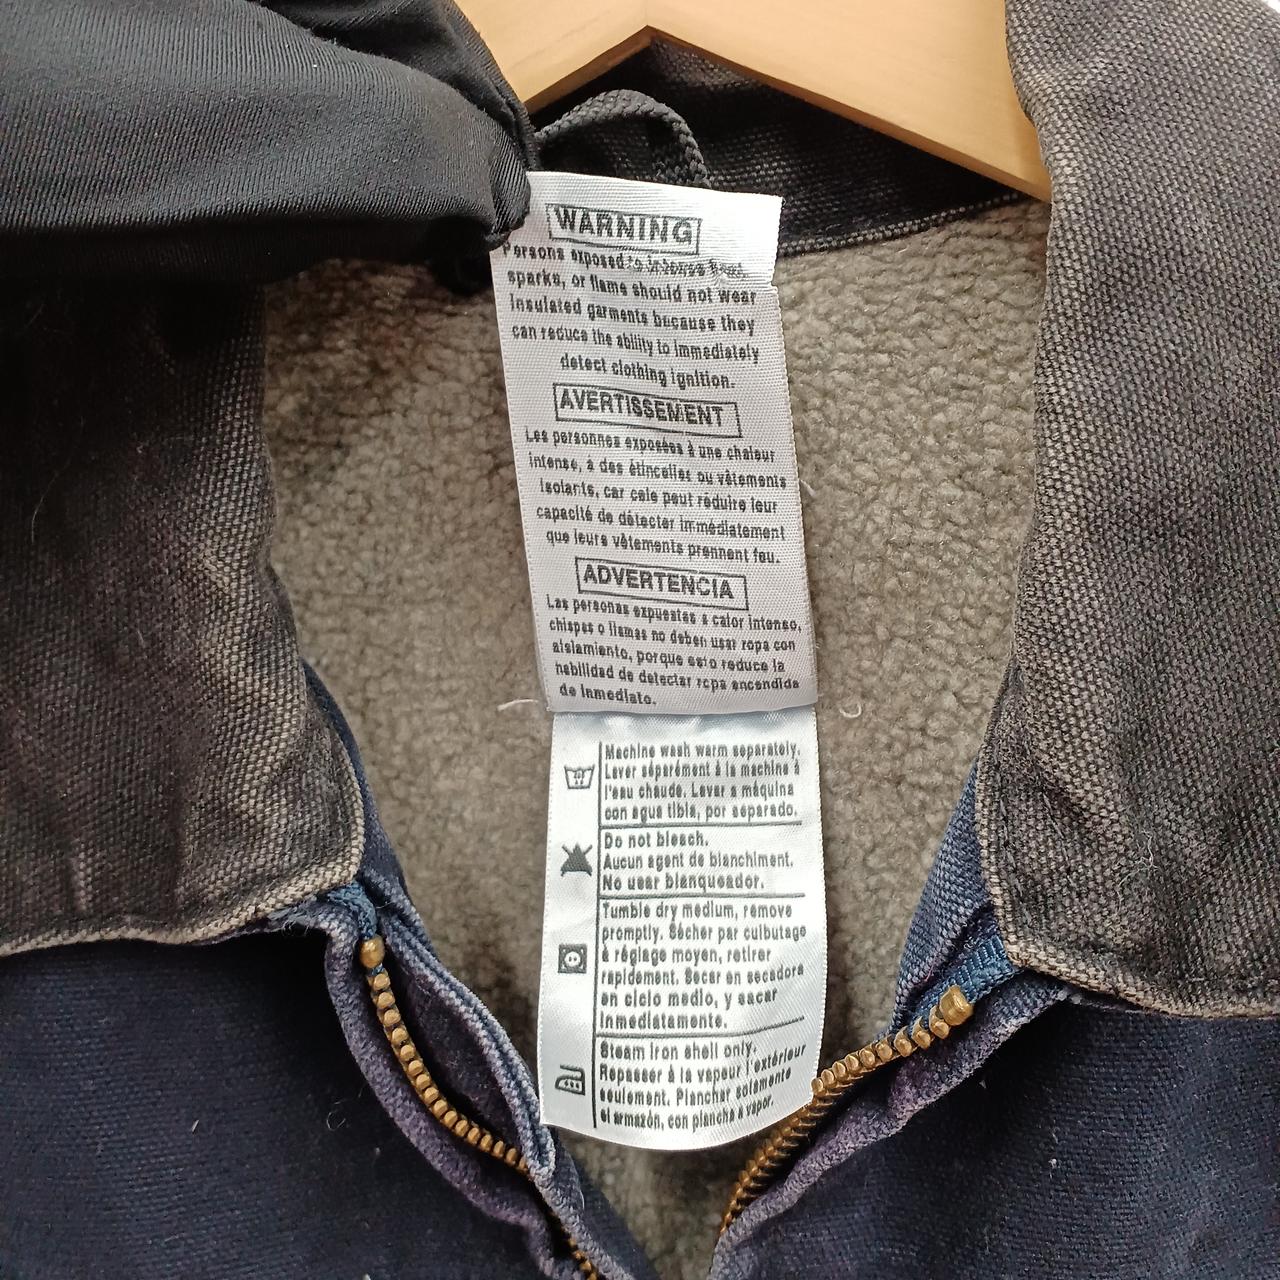 WARNING
Persons exposed to intense heat,
sparks, or flame should not wear
insulated garments because they
can reduce the ability to immediately
detect clothing ignition.
AVERTISSEMENT
Les personnes exposées à une chaleur
intense, à des étincelles ou vêtements
isolants, car cela peut réduire leur
capacité de détecter immédiatement
que leurs vêtements prennent feu.
ADVERTENCIA
Las personas expuestas a calor intenso,
chispas o llamas no deben usar ropa con
aislamiento, porque esto reduce la
habilidad de detectar ropa encendida
de inmediato.
Machine wash warm separately.
Laver séparément à la machine à
l'eau chaude. Lavar a máquina
con agua tibia, por separado.
Do not bleach.
Aucun agent de blanchiment.
No usar blanqueador.
Tumble dry medium, remove
promptly. Sécher par culbutage
à réglage moyen, retirer
rapidement. Secar en secadora
en ciclo medio, y sacar
inmediatamente.
Steam iron shell only.
Repasser à la vapeur l'extérieur
seulement. Planchar solamente
el armazón, con plancha a vapor.